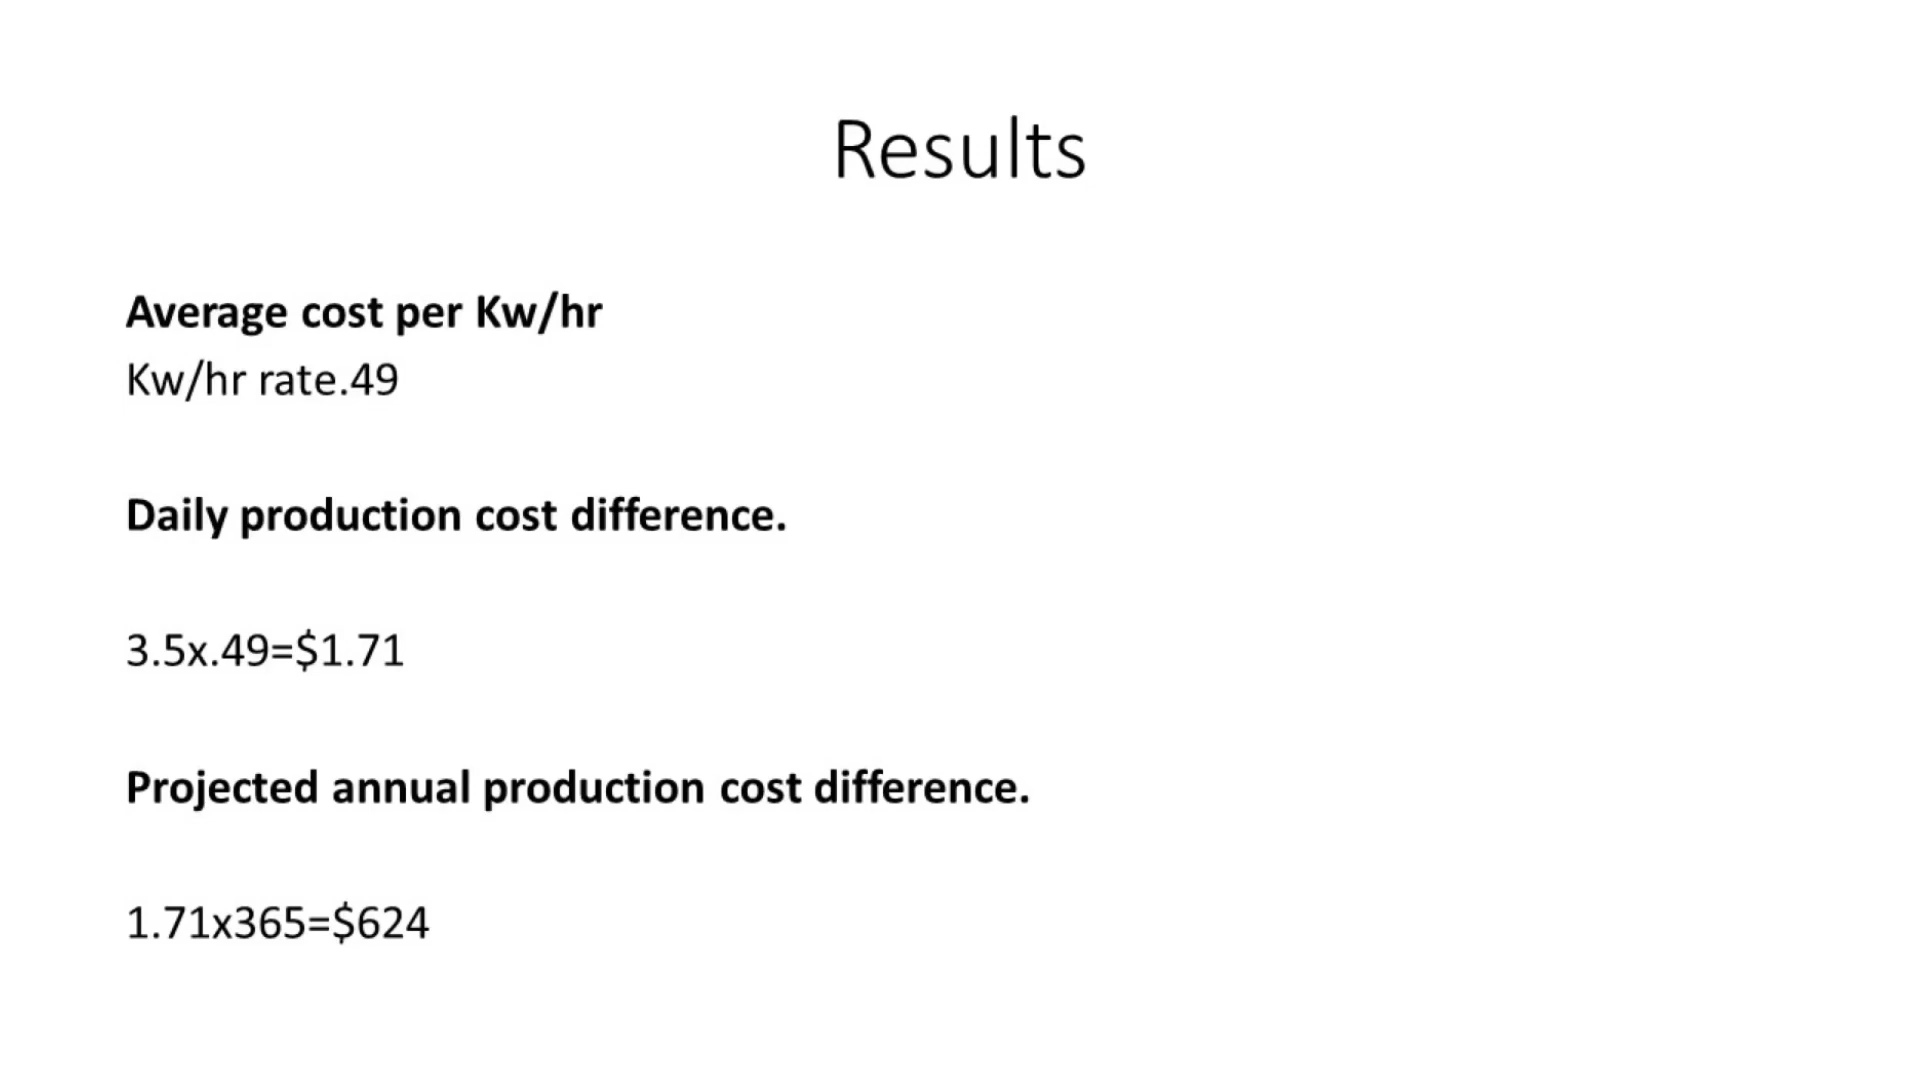 Results
Average cost per Kw/hr
Kw/hr rate.49
Daily production cost difference.
3.5x.49=$1.71
Projected annual production cost difference.
1.71x365=$624